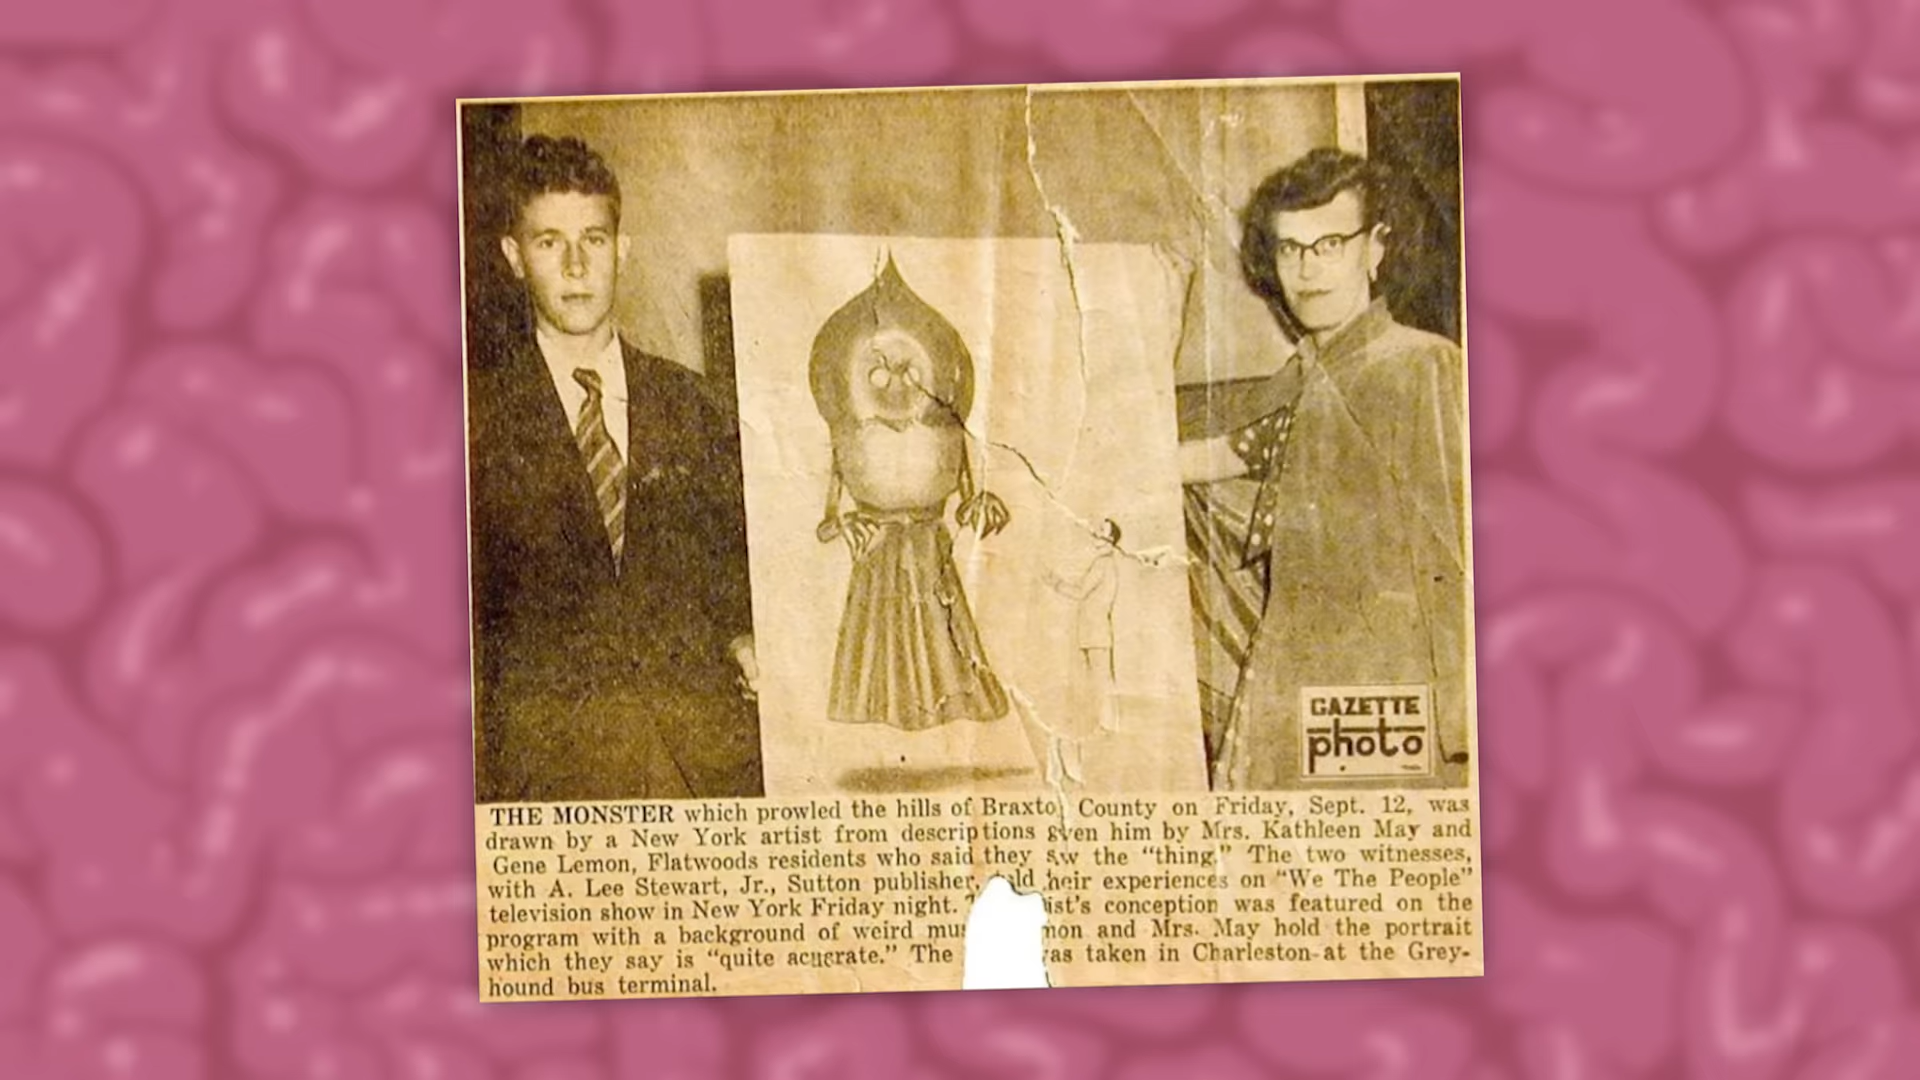 GAZETTE
photo
THE MONSTER which prowled the hills of Braxto County on Friday, Sept. 12, was
drawn by a New York artist from descriptions given him by Mrs. Kathleen May and
Gene Lemon, Flatwoods residents who said they s,w the “thing.” The two witnesses,
with A. Lee Stewart, Jr., Sutton publisher, told their experiences on “We The People”
television show in New York Friday night. ist’s conception was featured on the
program with a background of weird mus mon and Mrs. May hold the portrait
which they say is “quite acuerate.” The as taken in Charleston at the Grey-
hound bus terminal.